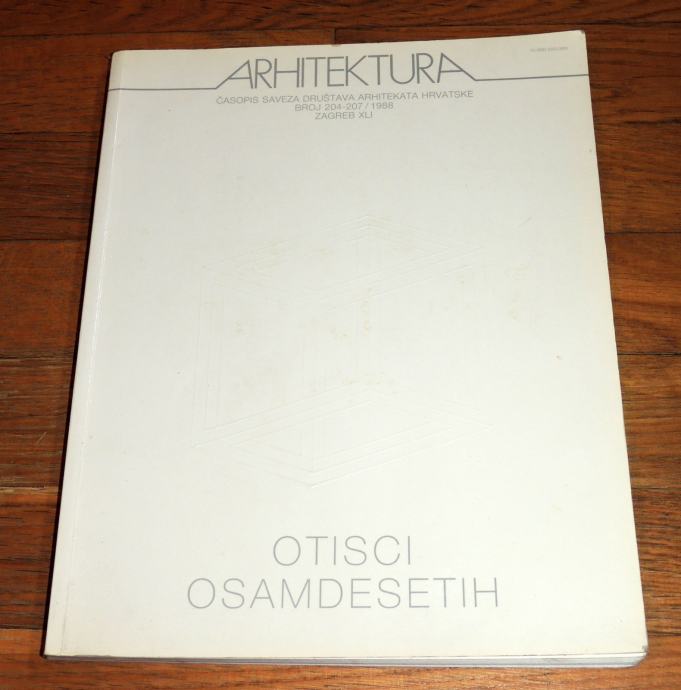 ARHITEKTURA
ČASOPIS SAVEZA DRUŠTAVA ARHITEKATA HRVATSKE
BROJ 204-207 / 1988
ZAGREB XLI
OTISCI
OSAMDESETIH